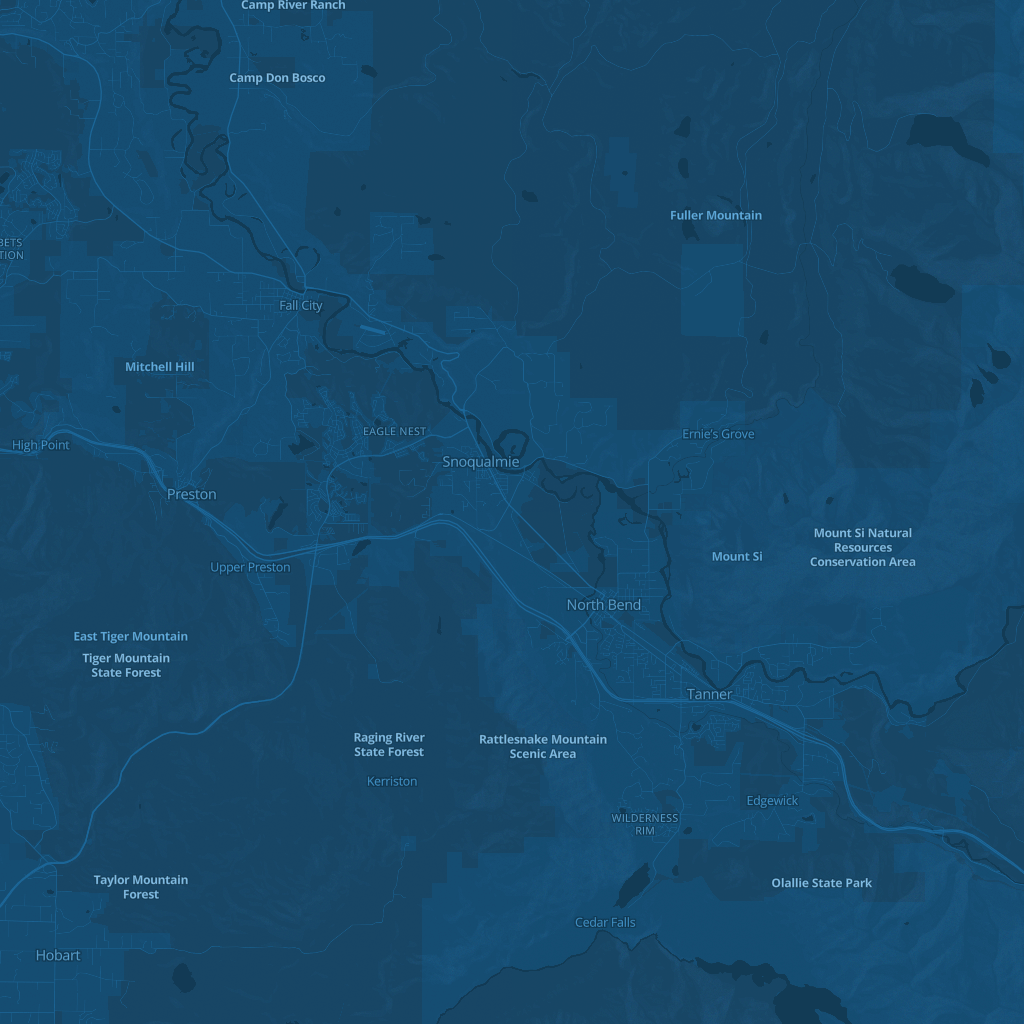 Camp River Ranch
Camp Don Bosco
Fuller Mountain
BETS
TION
Fall City
Mitchell Hill
EAGLE NEST
Ernie's Grove
High Point
Snoqualmie
Preston
Mount Si Natural
Resources
Conservation Area
Mount Si
Upper Preston
North Bend
East Tiger Mountain
Tiger Mountain
State Forest
Tanner
Raging River
State Forest
Rattlesnake Mountain
Scenic Area
Kerriston
Edgewick
WILDERNESS
RIM
Taylor Mountain
Forest
Olallie State Park
Cedar Falls
Hobart